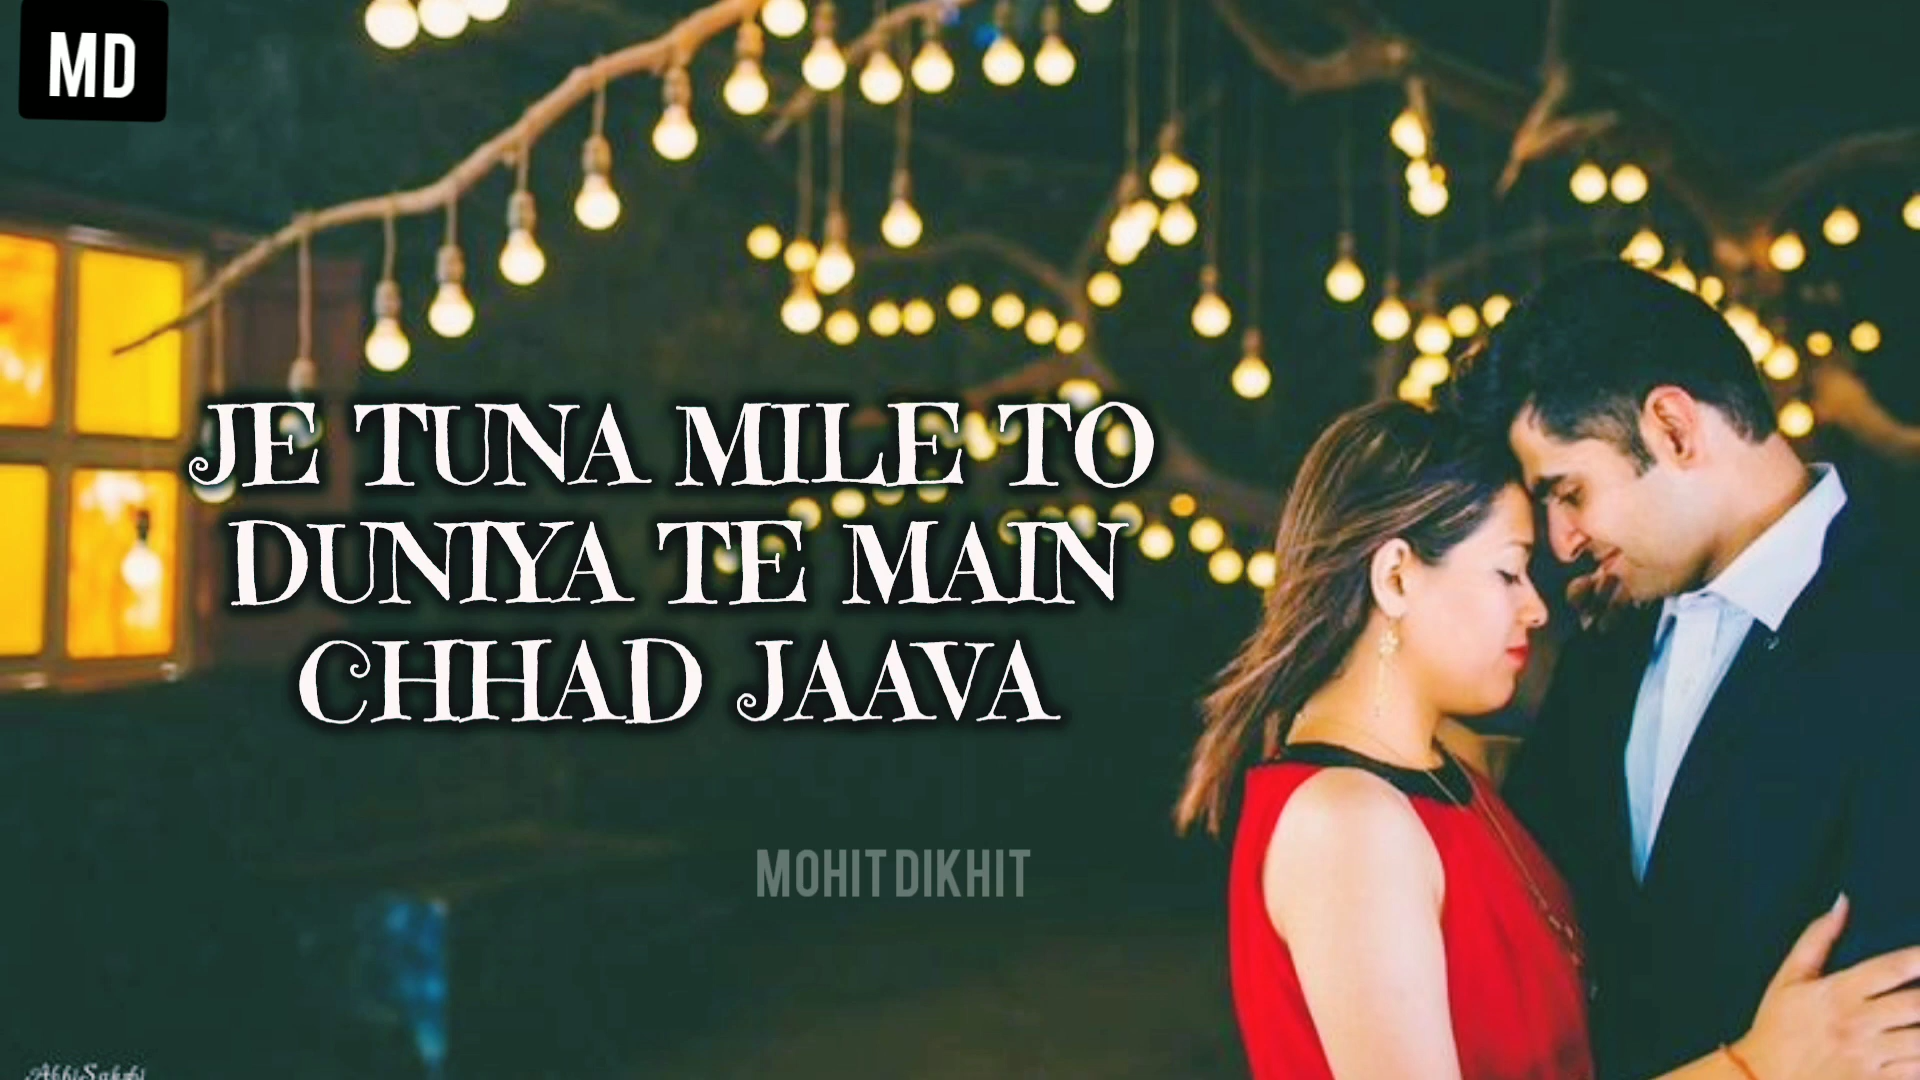 MD
JE TUNA MILE TO
DUNIYA TE MAIN
CHHAD JAAVA
MOHIT DIKHIT